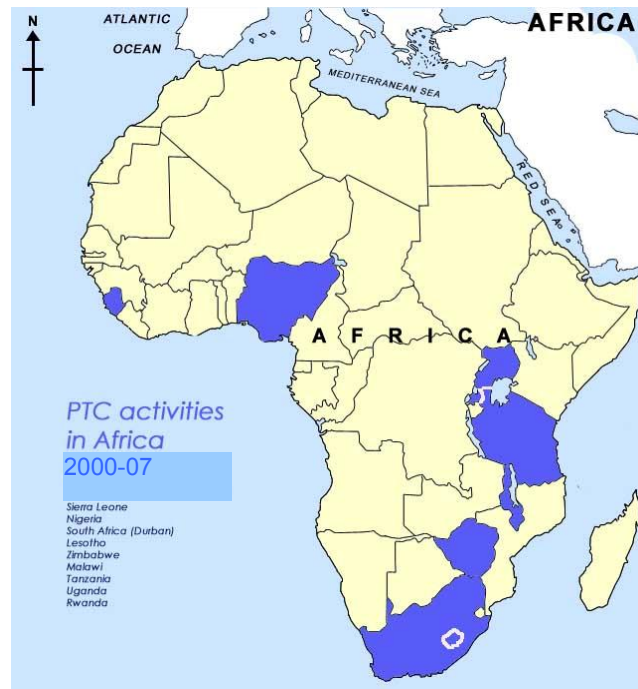 N
ATLANTIC
OCEAN
AFRICA
MEDITERRANEAN SEA
RED SEA
AFRICA
PTC activities
in Africa
2000-07
Sierra Leone
Nigeria
South Africa (Durban)
Lesotho
Zimbabwe
Malawi
Tanzania
Uganda
Rwanda